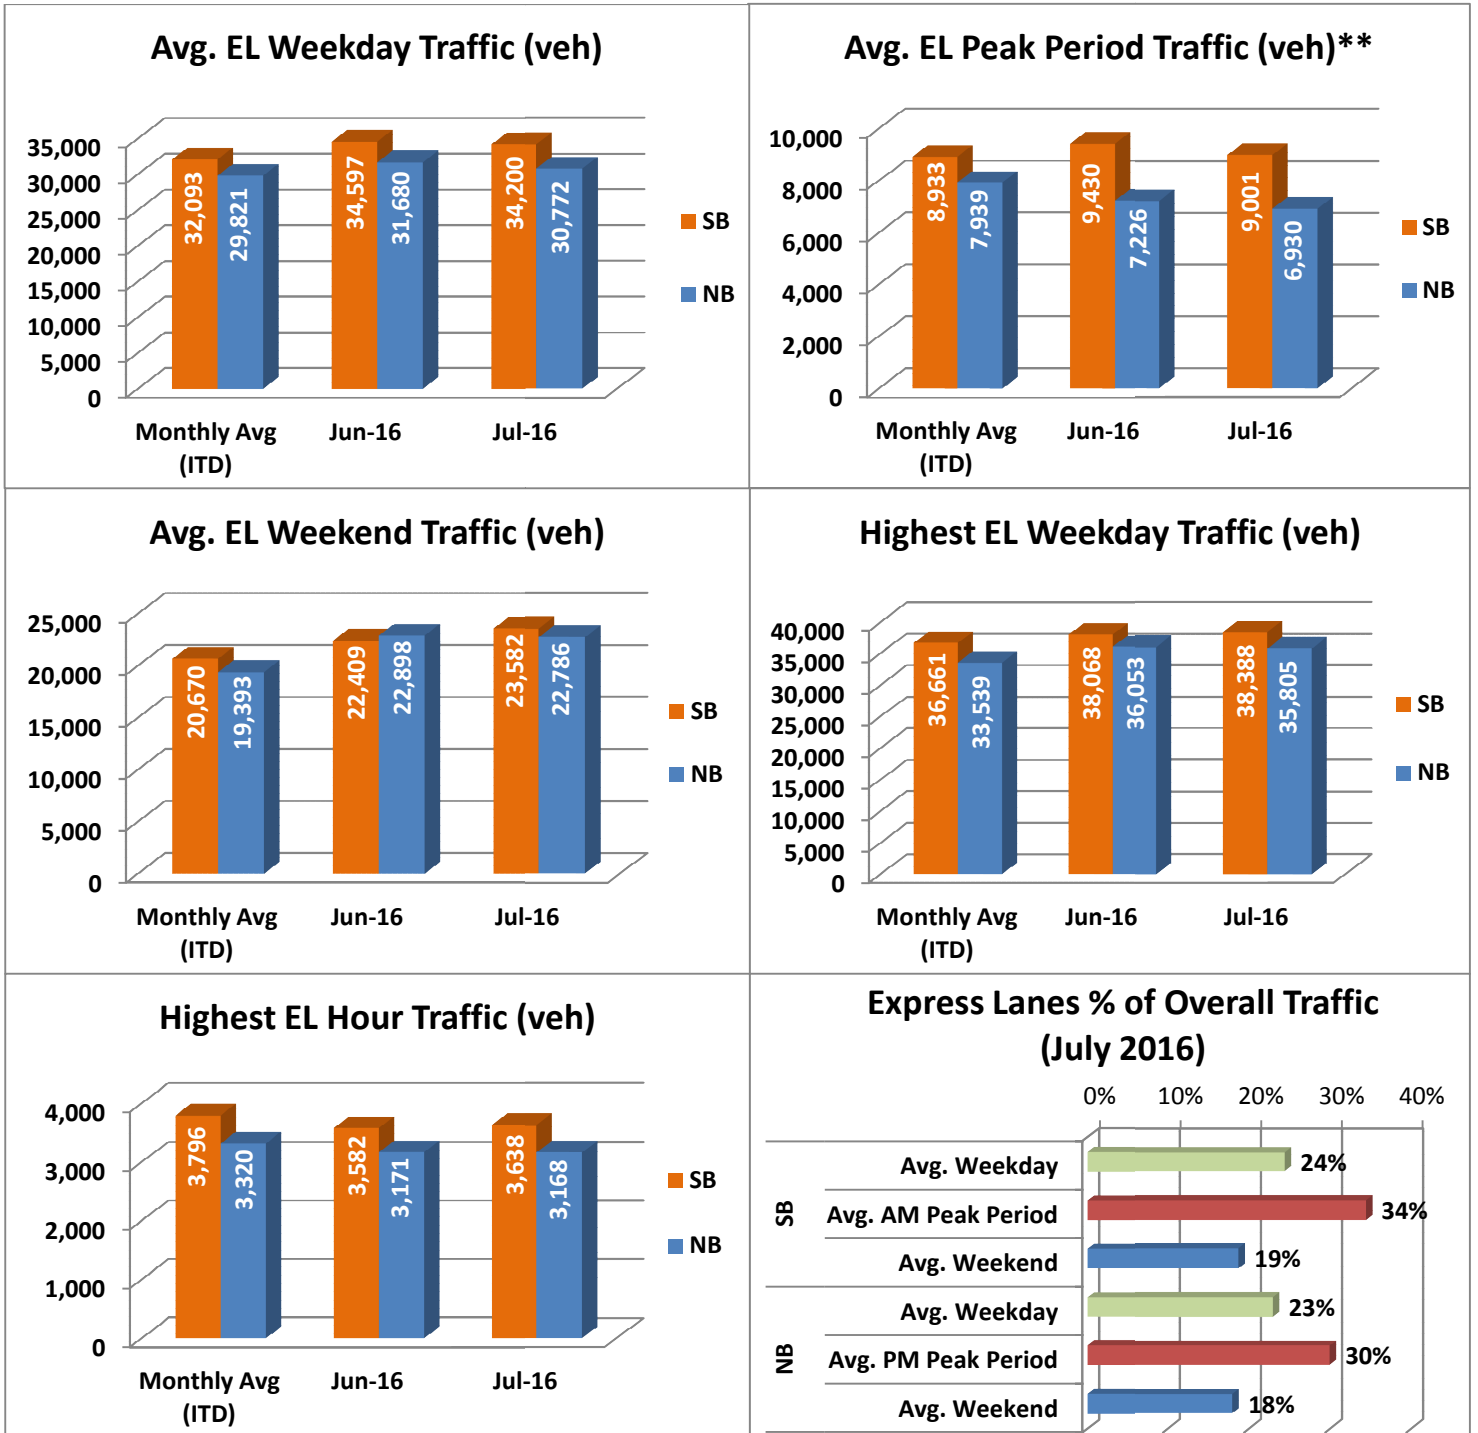 Avg. EL Weekday Traffic (veh)
35,000
30,000
25,000
20,000
15,000
10,000
5,000
0
32,093
29,821
34,597
31,680
34,200
30,772
SB
NB
Monthly Avg
(ITD)
Jun-16
Jul-16
Avg. EL Peak Period Traffic (veh)**
10,000
8,000
6,000
4,000
2,000
0
8,933
7,939
9,430
7,226
9,001
6,930
SB
NB
Monthly Avg
(ITD)
Jun-16
Jul-16
Avg. EL Weekend Traffic (veh)
25,000
20,000
15,000
10,000
5,000
0
20,670
19,393
22,409
22,898
23,582
22,786
SB
NB
Monthly Avg
(ITD)
Jun-16
Jul-16
Highest EL Weekday Traffic (veh)
40,000
35,000
30,000
25,000
20,000
15,000
10,000
5,000
0
36,661
33,539
38,068
36,053
38,388
35,805
SB
NB
Monthly Avg
(ITD)
Jun-16
Jul-16
Highest EL Hour Traffic (veh)
4,000
3,000
2,000
1,000
0
3,796
3,320
3,582
3,171
3,638
3,168
SB
NB
Monthly Avg
(ITD)
Jun-16
Jul-16
Express Lanes % of Overall Traffic
(July 2016)
0% 10% 20% 30% 40%
SB
Avg. Weekday 24%
Avg. AM Peak Period 34%
Avg. Weekend 19%
NB
Avg. Weekday 23%
Avg. PM Peak Period 30%
Avg. Weekend 18%